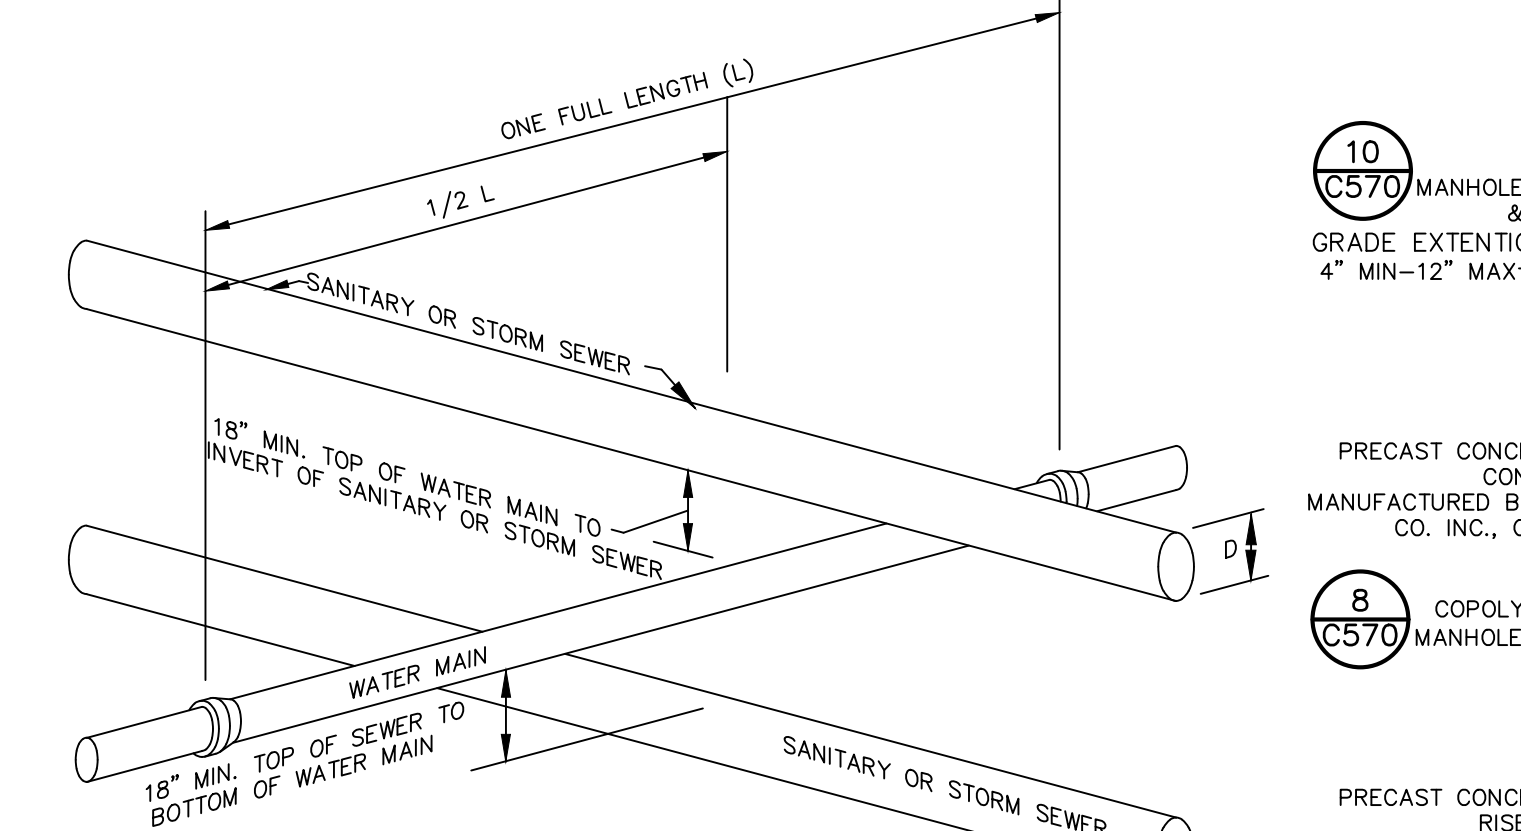 ONE FULL LENGTH (L)
1/2 L
SANITARY OR STORM SEWER
18" MIN. TOP OF WATER MAIN TO
INVERT OF SANITARY OR STORM SEWER
D
WATER MAIN
18" MIN. TOP OF SEWER TO
BOTTOM OF WATER MAIN
SANITARY OR STORM SEWER
10
C570
MANHOLE
&
GRADE EXTENTIO
4" MIN–12" MAX
PRECAST CONC
CON
MANUFACTURED B
CO. INC.,
8
C570
COPOLY
MANHOLE
PRECAST CONC
RISE